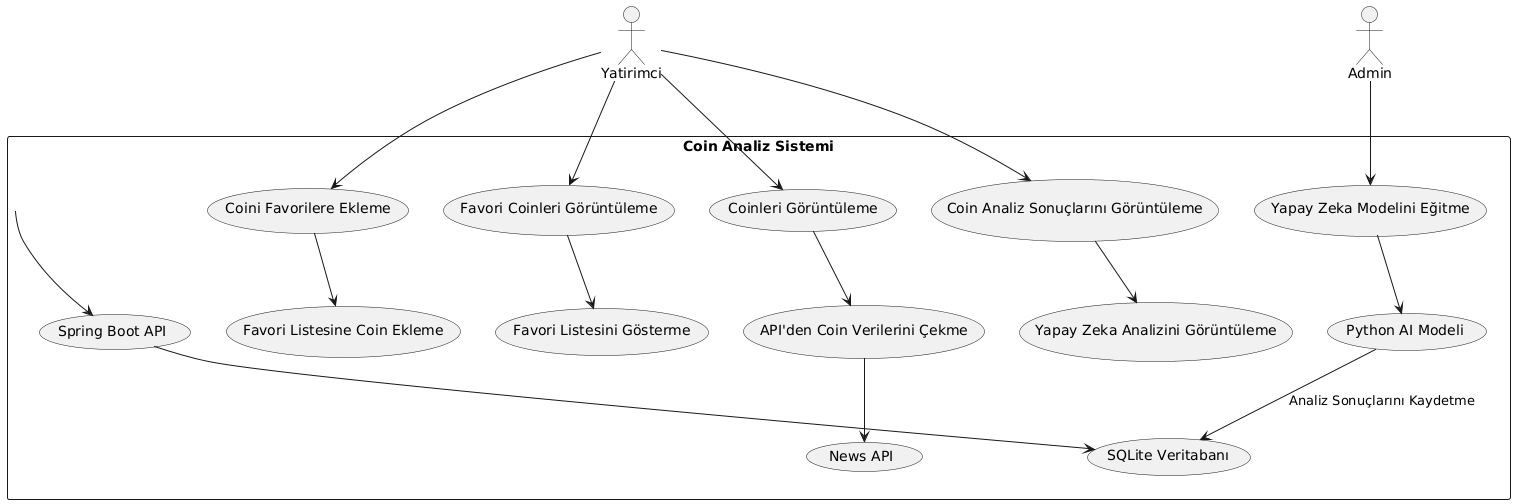 Yatirimci
Admin
Coin Analiz Sistemi
Coini Favorilere Ekleme
Favori Coinleri Görüntüleme
Coinleri Görüntüleme
Coin Analiz Sonuçlarını Görüntüleme
Yapay Zeka Modelini Eğitme
Spring Boot API
Favori Listesine Coin Ekleme
Favori Listesini Gösterme
API'den Coin Verilerini Çekme
Yapay Zeka Analizini Görüntüleme
Python AI Modeli
Analiz Sonuçlarını Kaydetme
News API
SQLite Veritabanı